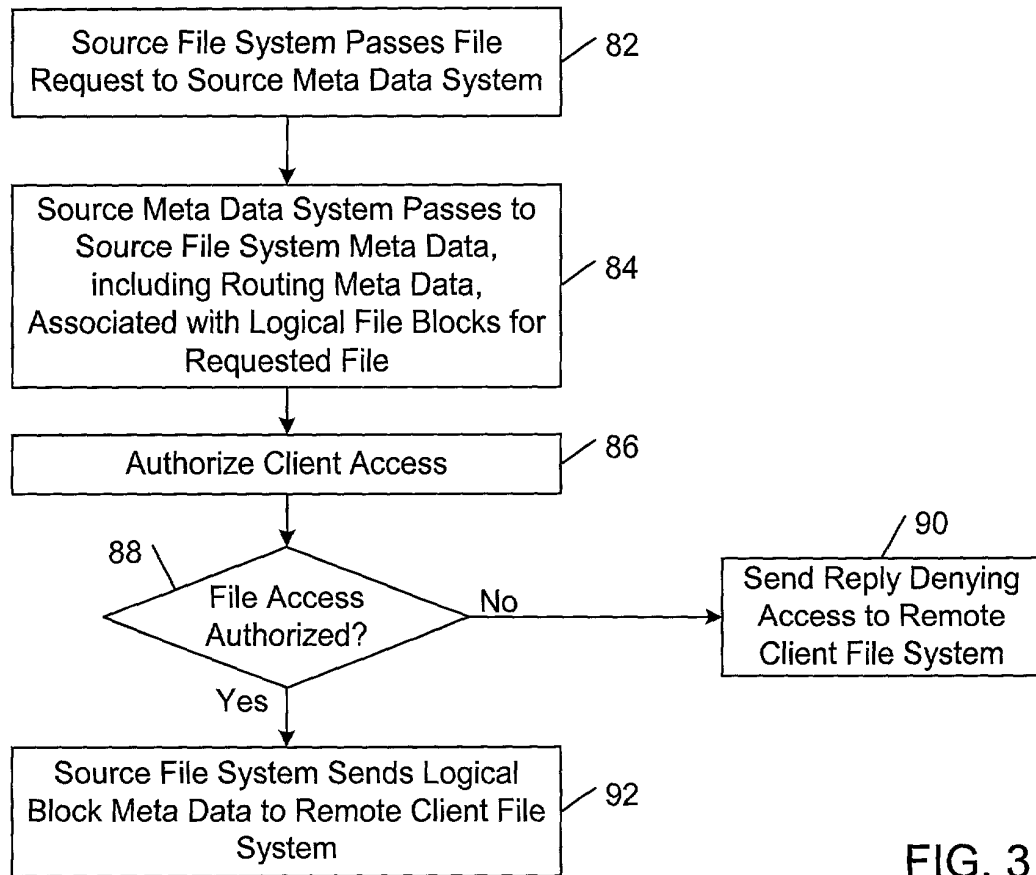 Source File System Passes File
Request to Source Meta Data System
82
Source Meta Data System Passes to
Source File System Meta Data,
including Routing Meta Data,
Associated with Logical File Blocks for
Requested File
84
Authorize Client Access
86
88
File Access
Authorized?
No
Yes
90
Send Reply Denying
Access to Remote
Client File System
Source File System Sends Logical
Block Meta Data to Remote Client File
System
92
FIG. 3